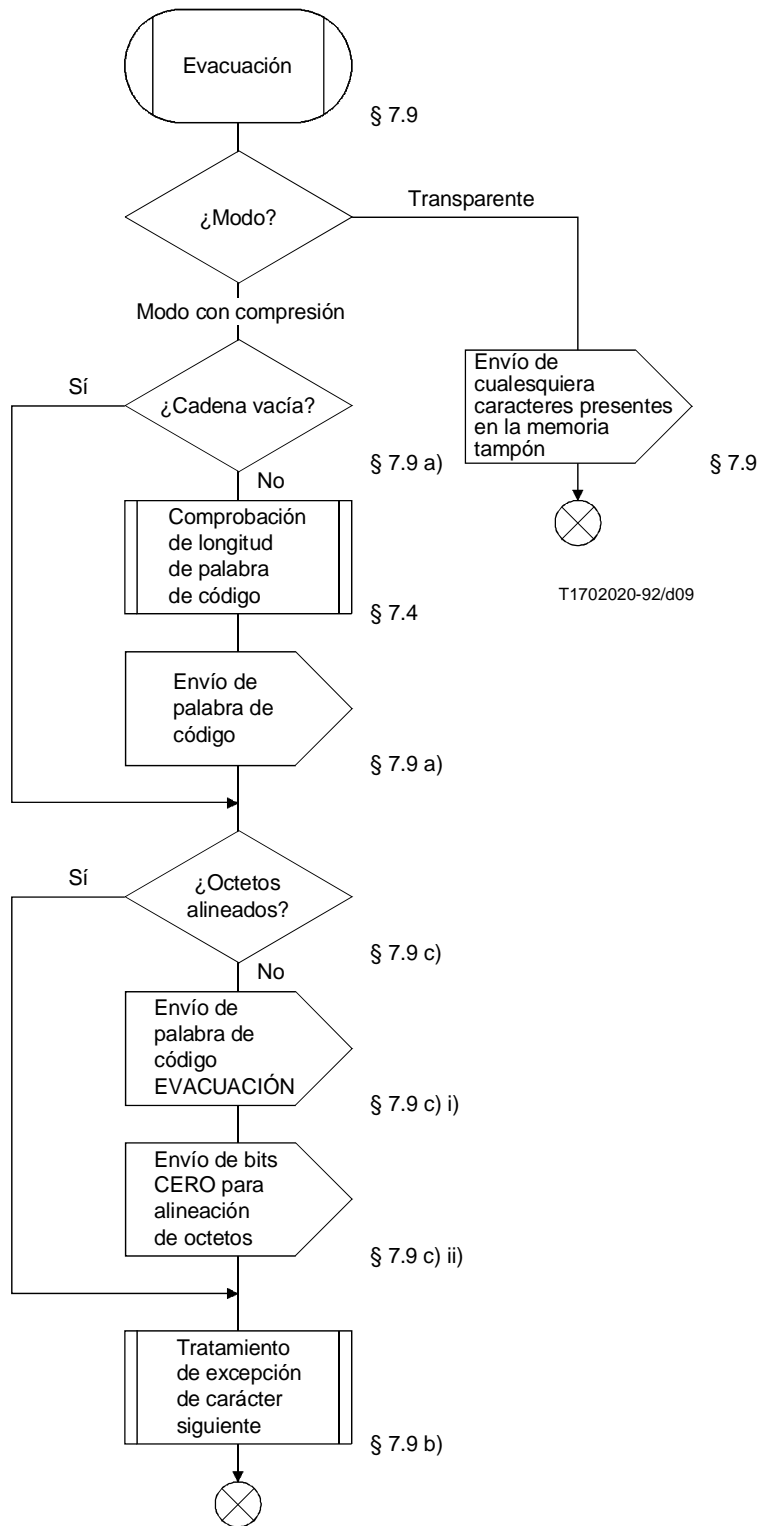 Evacuación
§ 7.9
¿Modo?
Transparente
Modo con compresión
Sí
¿Cadena vacía?
§ 7.9 a)
No
Envío de
cualesquiera
caracteres presentes
en la memoria
tampón
§ 7.9
Comprobación
de longitud
de palabra
de código
§ 7.4
T1702020-92/d09
Envío de
palabra de
código
§ 7.9 a)
Sí
¿Octetos
alineados?
§ 7.9 c)
No
Envío de
palabra de
código
EVACUACIÓN
§ 7.9 c) i)
Envío de bits
CERO para
alineación
de octetos
§ 7.9 c) ii)
Tratamiento
de excepción
de carácter
siguiente
§ 7.9 b)